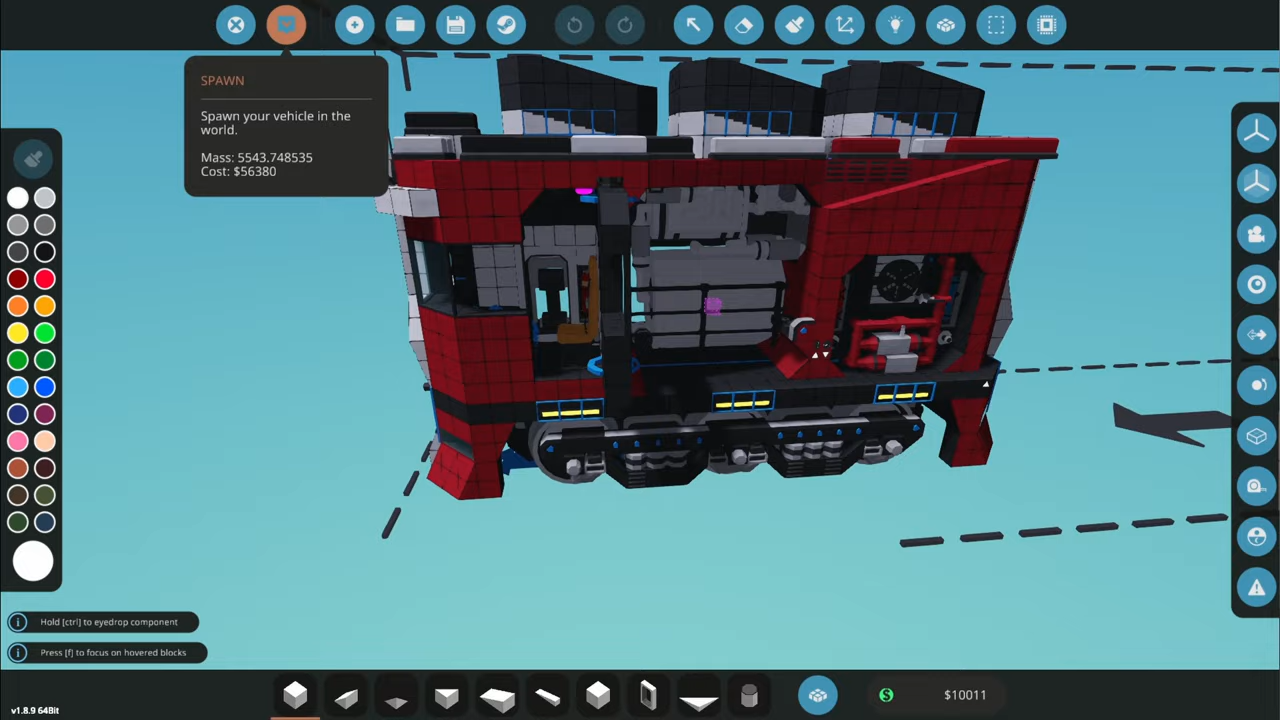 SPAWN
Spawn your vehicle in the
world.
Mass: 5543.748535
Cost: $56380
Hold [ctrl] to eyedrop component
Press [f] to focus on hovered blocks
$10011
v1.8.9 64Bit